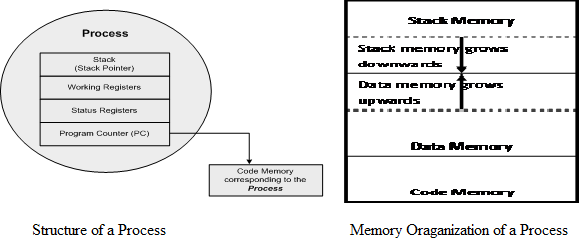 Process
Stack
(Stack Pointer)
Working Registers
Status Registers
Program Counter (PC)
Code Memory
corresponding to the
Process
Structure of a Process
Stack Memory
Stack memory grows
downwards
Data memory grows
upwards
Data Memory
Code Memory
Memory Oraganization of a Process